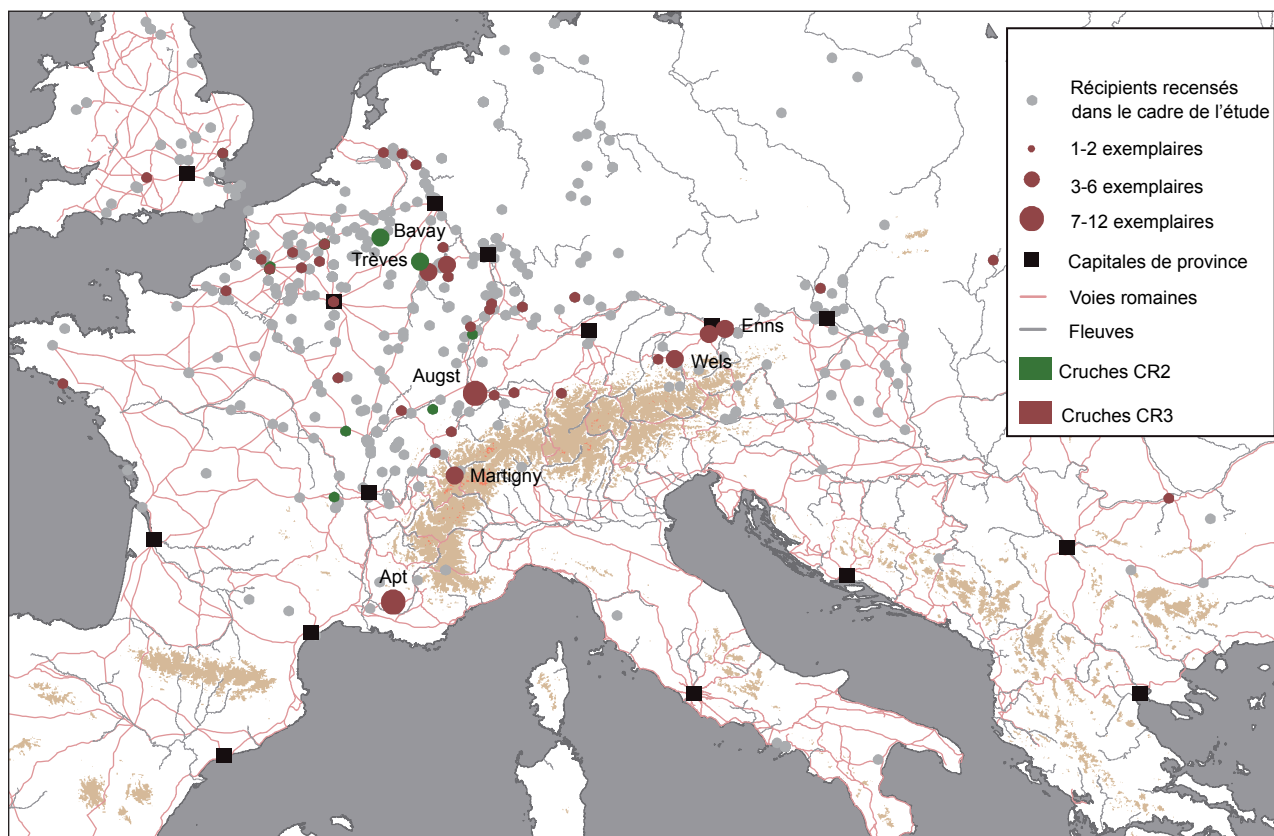 Récipients recensés
dans le cadre de l'étude
1-2 exemplaires
3-6 exemplaires
7-12 exemplaires
Capitales de province
Voies romaines
Fleuves
Cruches CR2
Cruches CR3
Bavay
Trèves
Enns
Wels
Augst
Martigny
Apt